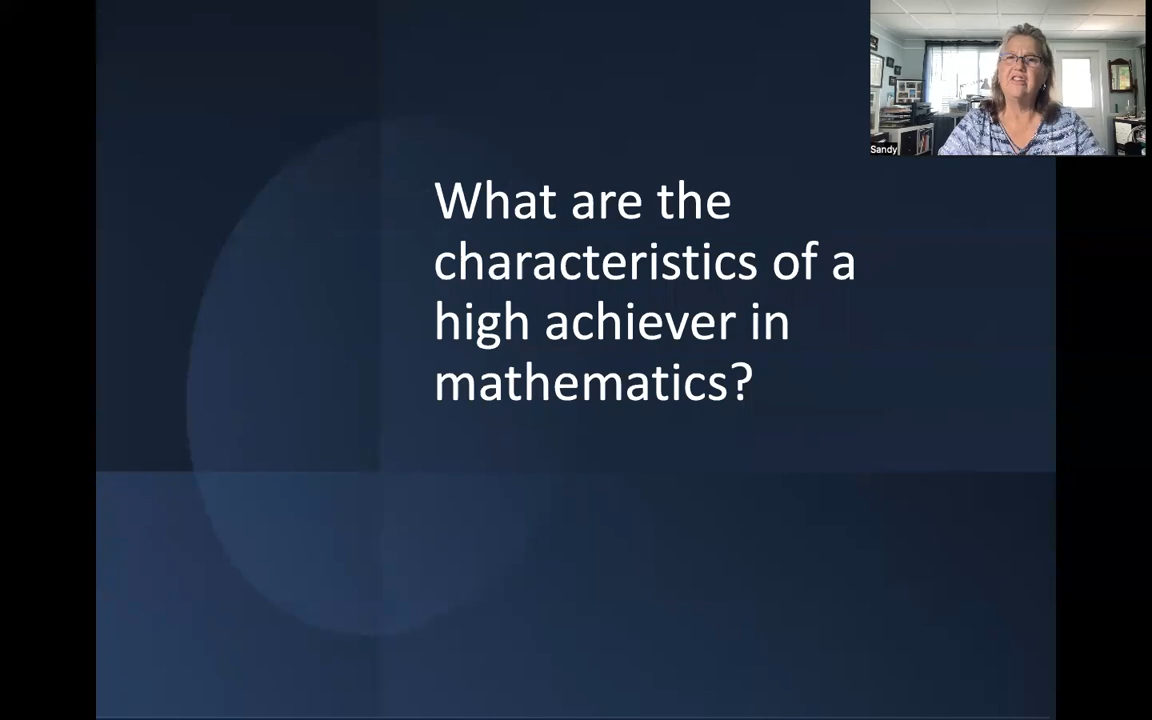 What are the
characteristics of a
high achiever in
mathematics?
Sandy